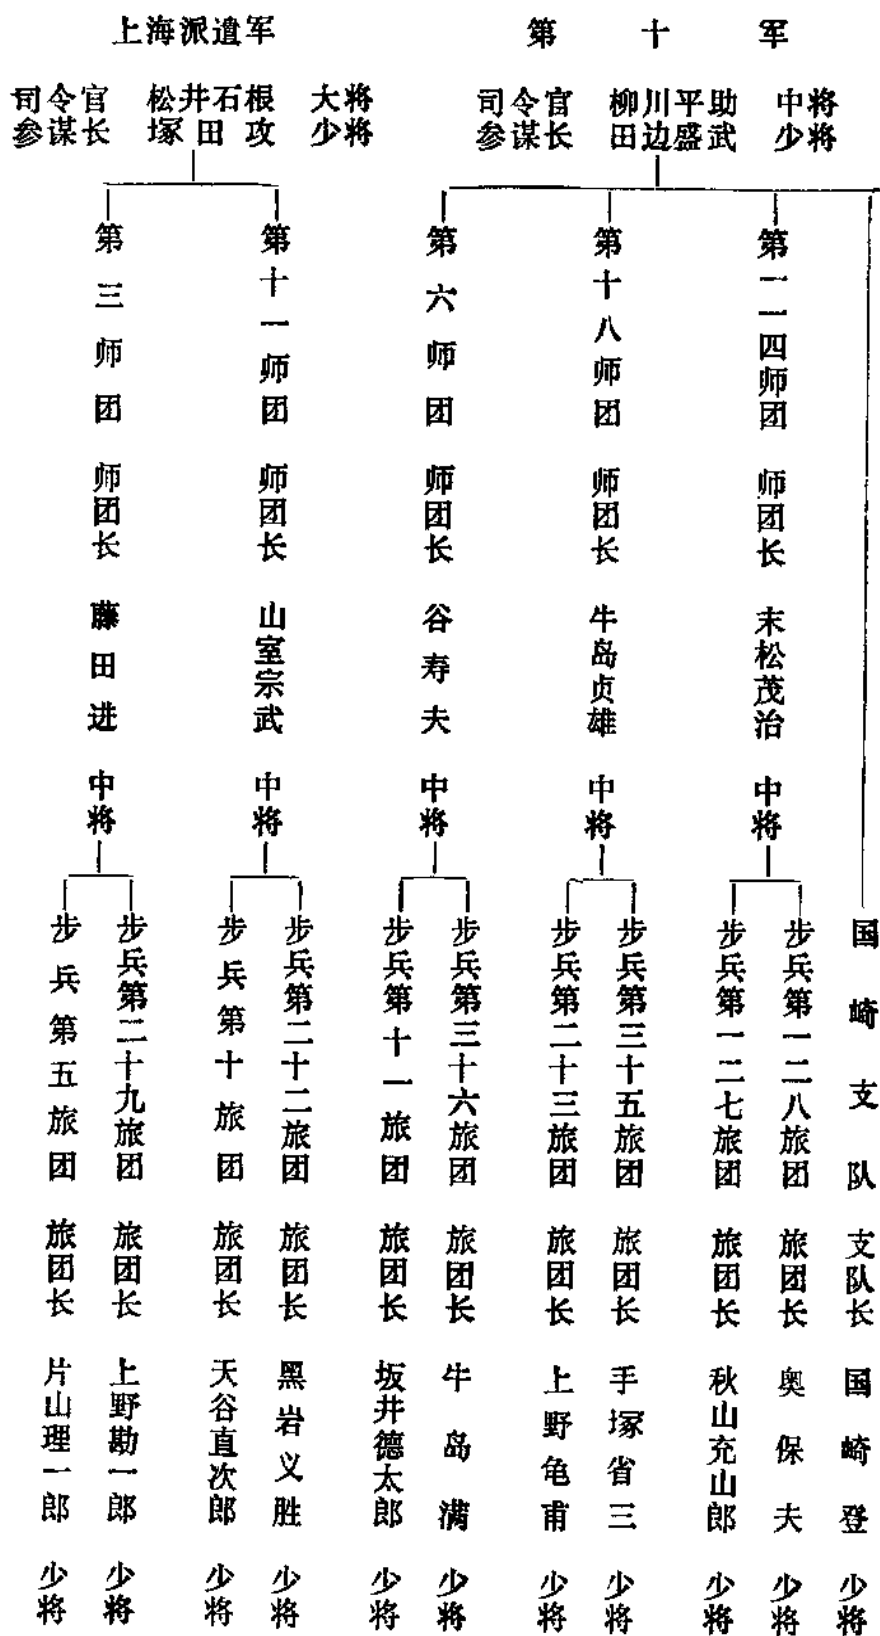 上海派遣军
司令官 松井石根 大将
参谋长 塚田攻 少将
第三师团 师团长 藤田进 中将
步兵第五旅团 旅团长 片山理一郎 少将
步兵第二十九旅团 旅团长 上野勘一郎 少将
第十一师团 师团长 山室宗武 中将
步兵第十旅团 旅团长 天谷直次郎 少将
步兵第二十二旅团 旅团长 黑岩义胜 少将
第十军
司令官 柳川平助 中将
参谋长 田边盛武 少将
第六师团 师团长 谷寿夫 中将
步兵第十一旅团 旅团长 坂井德太郎 少将
步兵第三十六旅团 旅团长 牛岛满 少将
第十八师团 师团长 牛岛贞雄 中将
步兵第二十三旅团 旅团长 上野龟甫 少将
步兵第三十五旅团 旅团长 手塚省三 少将
第一一四师团 师团长 末松茂治 中将
步兵第一二七旅团 旅团长 秋山充山郎 少将
步兵第一二八旅团 旅团长 奥保夫 少将
国崎支队 支队长 国崎登 少将